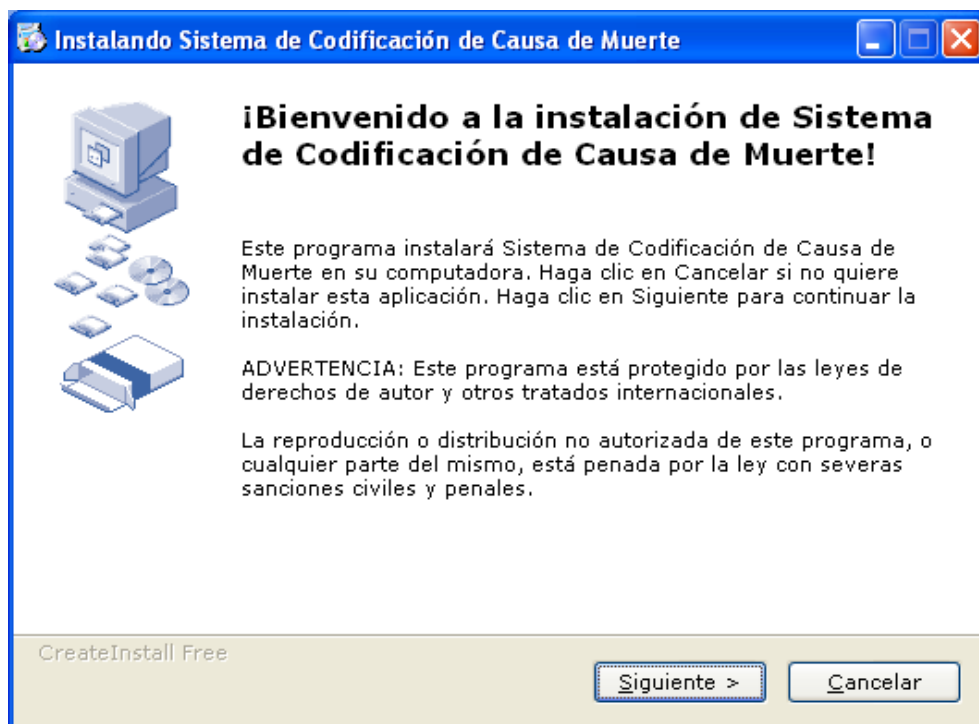 Instalando Sistema de Codificación de Causa de Muerte
¡Bienvenido a la instalación de Sistema
de Codificación de Causa de Muerte!
Este programa instalará Sistema de Codificación de Causa de
Muerte en su computadora. Haga clic en Cancelar si no quiere
instalar esta aplicación. Haga clic en Siguiente para continuar la
instalación.
ADVERTENCIA: Este programa está protegido por las leyes de
derechos de autor y otros tratados internacionales.
La reproducción o distribución no autorizada de este programa, o
cualquier parte del mismo, está penada por la ley con severas
sanciones civiles y penales.
CreateInstall Free
Siguiente >
Cancelar